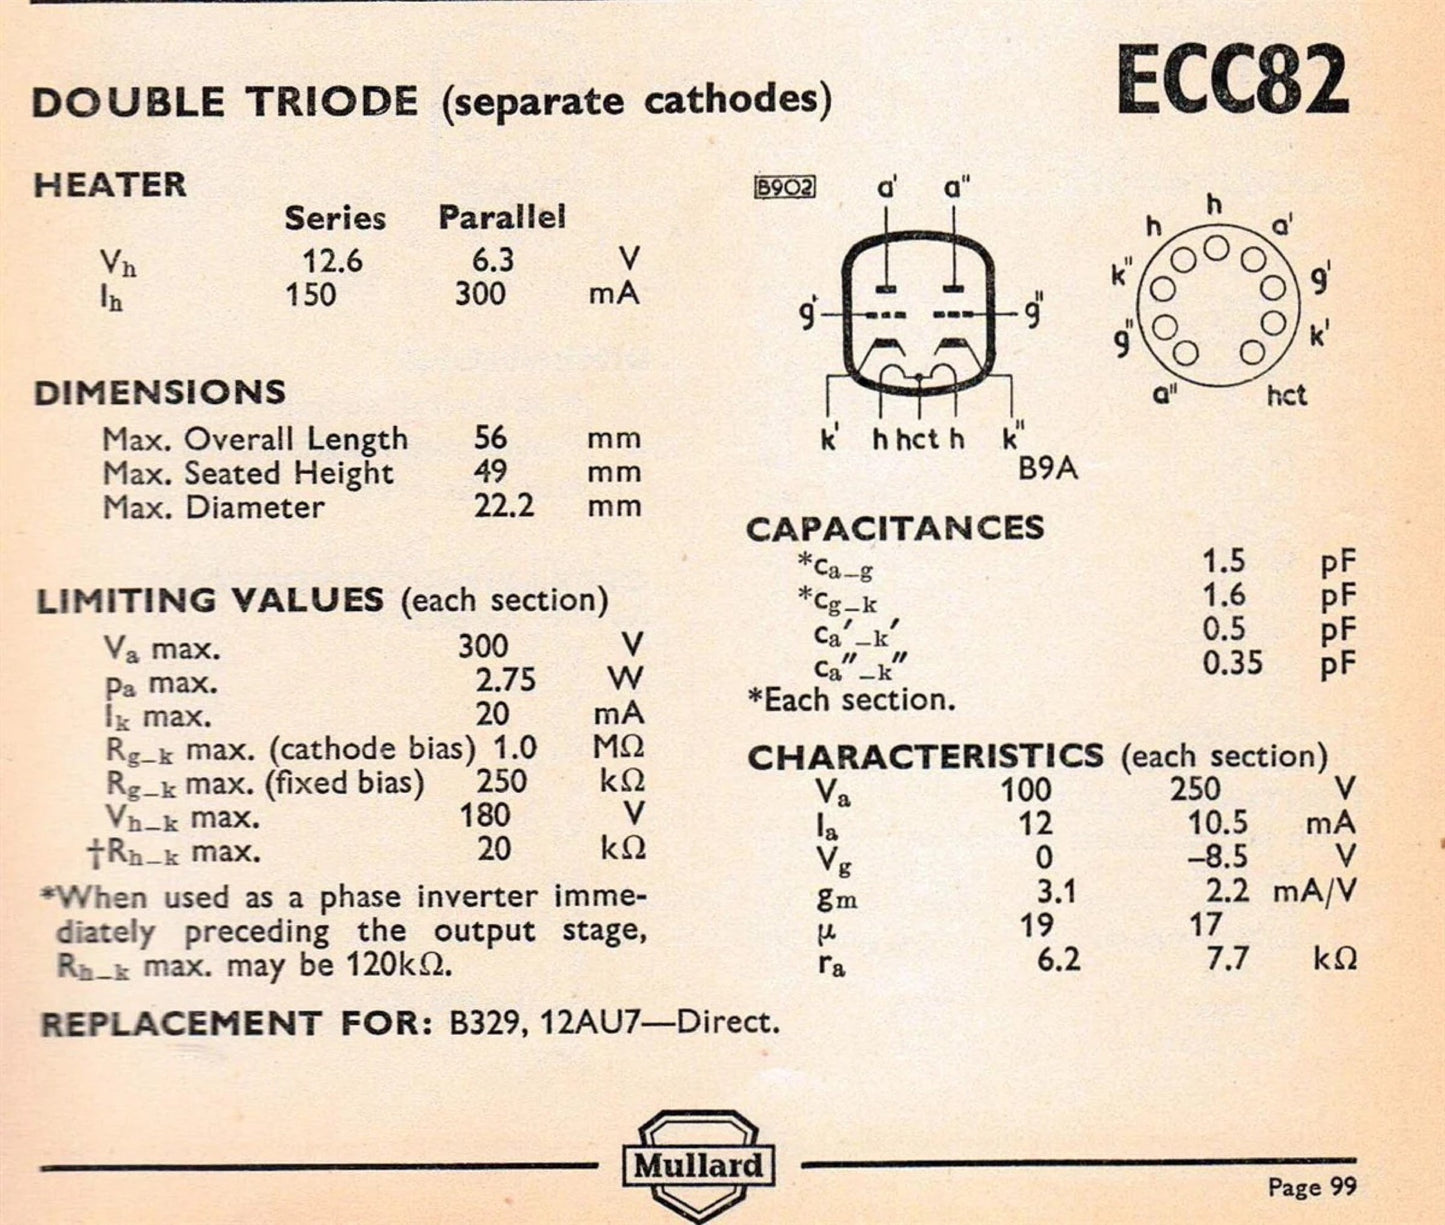 ECC82
DOUBLE TRIODE (separate cathodes)
HEATER
Series Parallel
Vh 12.6 6.3 V
Ih 150 300 mA
DIMENSIONS
Max. Overall Length 56 mm
Max. Seated Height 49 mm
Max. Diameter 22.2 mm
LIMITING VALUES (each section)
Va max. 300 V
pa max. 2.75 W
Ik max. 20 mA
Rg–k max. (cathode bias) 1.0 MΩ
Rg–k max. (fixed bias) 250 kΩ
Vh–k max. 180 V
†Rh–k max. 20 kΩ
*When used as a phase inverter imme-
diately preceding the output stage,
Rh–k max. may be 120kΩ.
REPLACEMENT FOR: B329, 12AU7—Direct.
B902
a' a"
g' g"
k' h hct h k"
B9A
h
h a'
k" g'
g" k'
a" hct
CAPACITANCES
*ca–g 1.5 pF
*cg–k 1.6 pF
ca'–k' 0.5 pF
ca"–k" 0.35 pF
*Each section.
CHARACTERISTICS (each section)
Va 100 250 V
Ia 12 10.5 mA
Vg 0 –8.5 V
gm 3.1 2.2 mA/V
μ 19 17
ra 6.2 7.7 kΩ
Mullard
Page 99